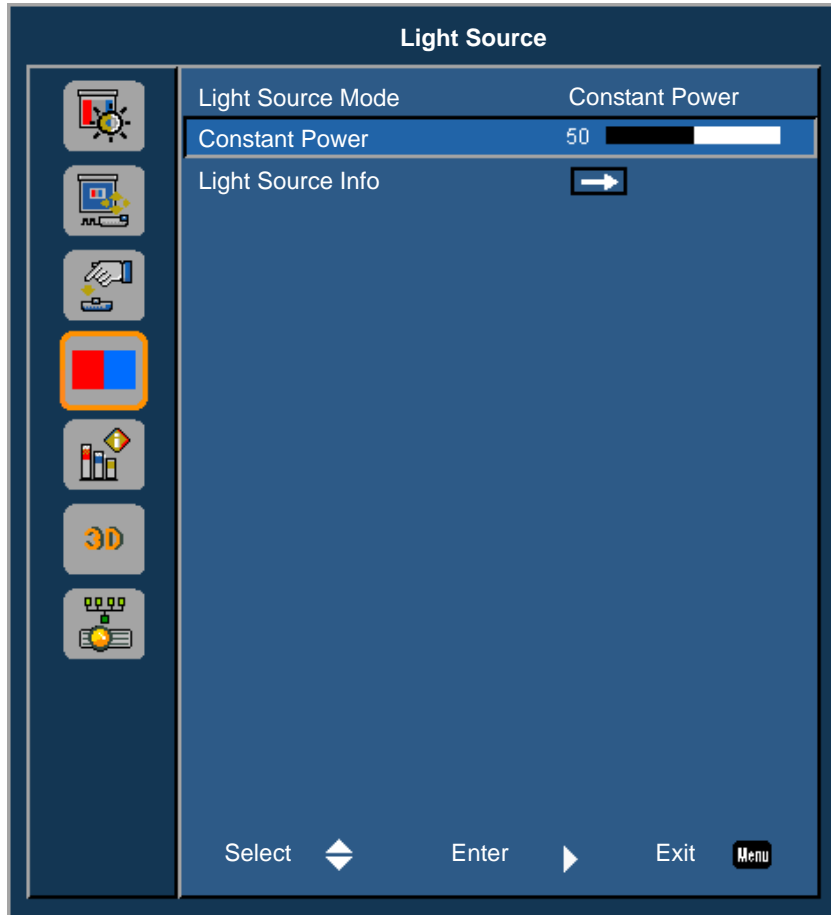 Light Source
Light Source Mode Constant Power
Constant Power 50
Light Source Info
3D
Select Enter Exit Menu